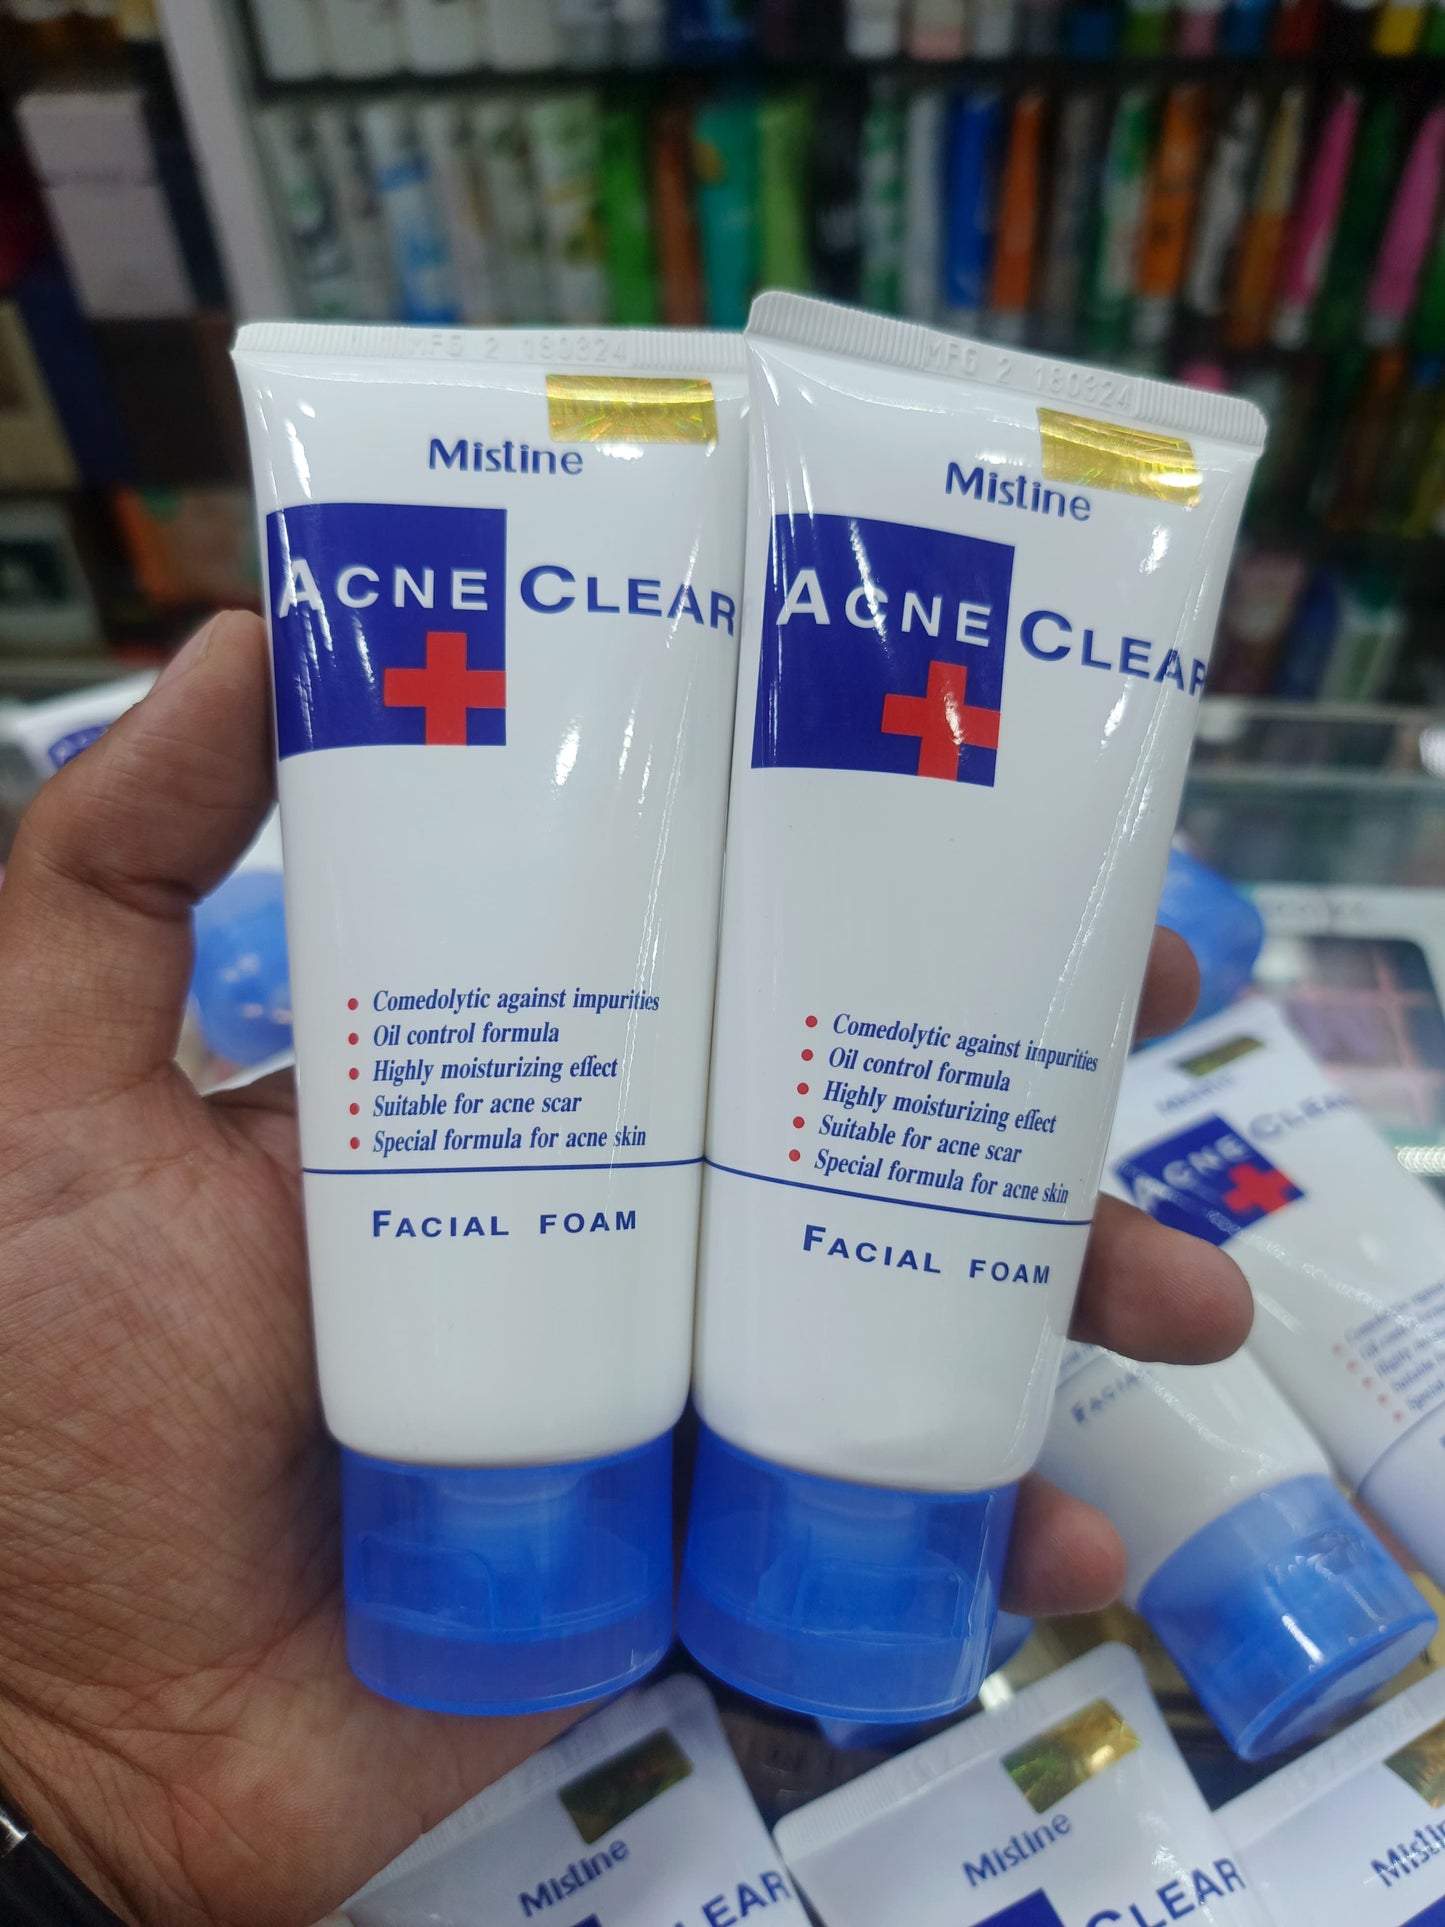 MFG 2 180324
Mistine
ACNE CLEAR
Comedolytic against impurities
Oil control formula
Highly moisturizing effect
Suitable for acne scar
Special formula for acne skin
FACIAL FOAM
MFG 2 180324
Mistine
ACNE CLEAR
Comedolytic against impurities
Oil control formula
Highly moisturizing effect
Suitable for acne scar
Special formula for acne skin
FACIAL FOAM
ACNE CLEAR
Mistine
CLEAR
Mistine
CLEAR